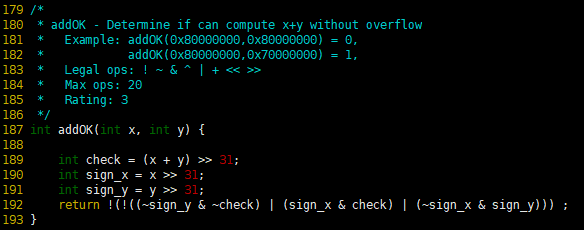 179 /*
180  * addOK - Determine if can compute x+y without overflow
181  *   Example: addOK(0x80000000,0x80000000) = 0,
182  *            addOK(0x80000000,0x70000000) = 1,
183  *   Legal ops: ! ~ & ^ | + << >>
184  *   Max ops: 20
185  *   Rating: 3
186  */
187 int addOK(int x, int y) {
188
189     int check = (x + y) >> 31;
190     int sign_x = x >> 31;
191     int sign_y = y >> 31;
192     return !(!((~sign_y & ~check) | (sign_x & check) | (~sign_x & sign_y))) ;
193 }